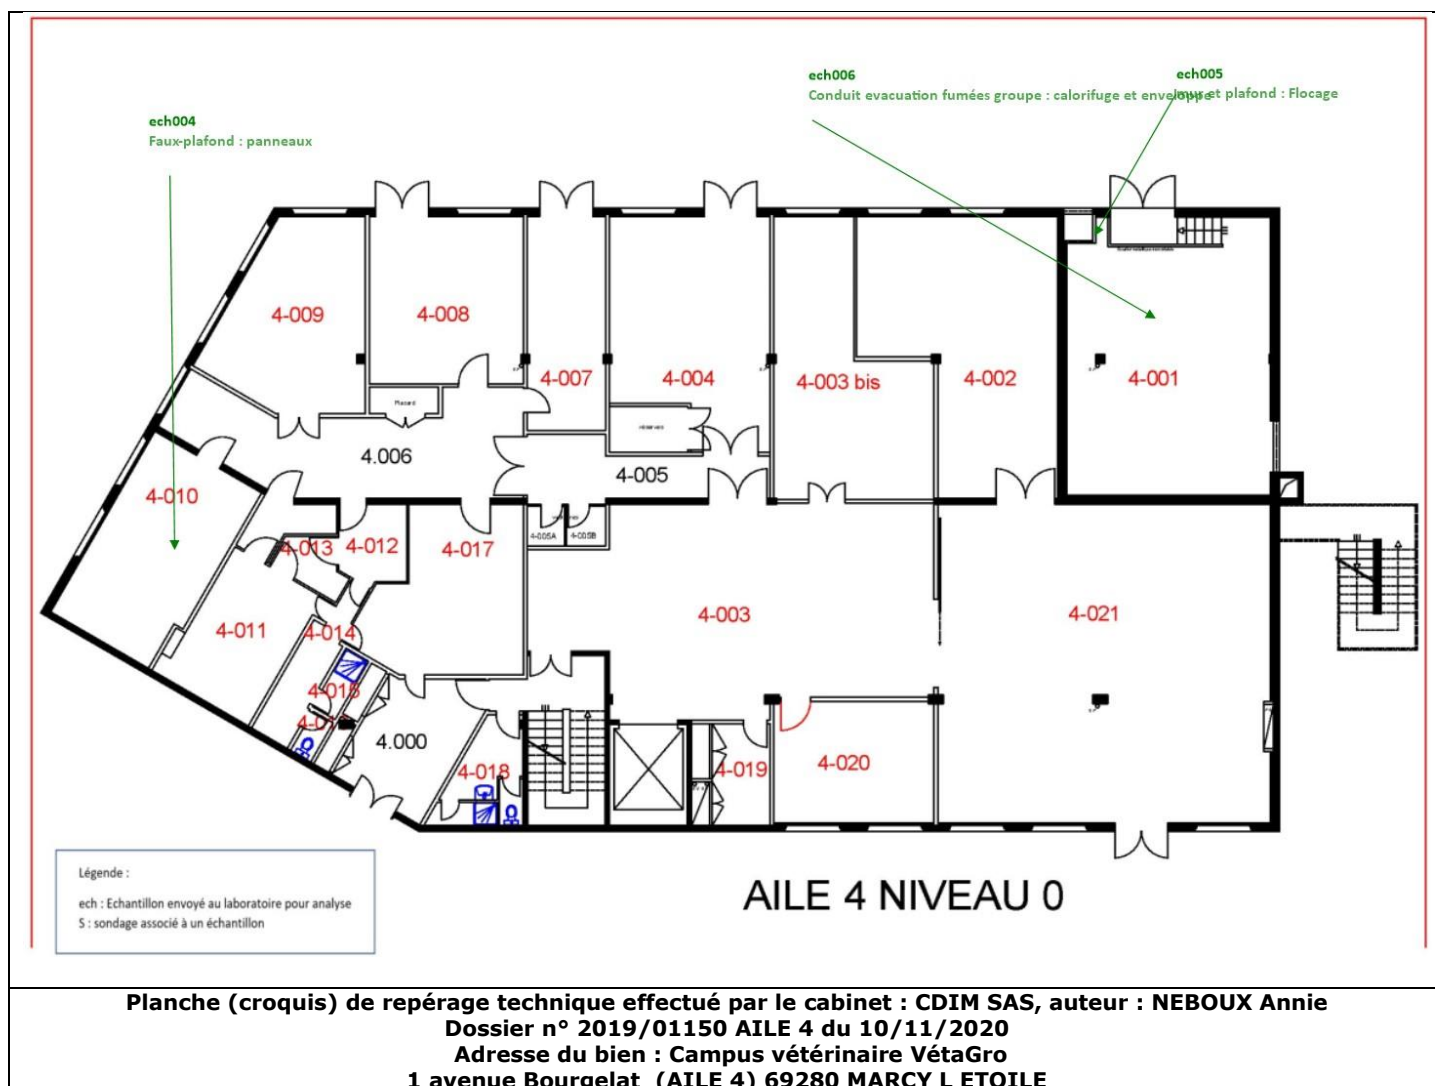 ech006
Conduit evacuation fumées groupe : calorifuge et enveloppe
ech005
mur et plafond : Flocage
ech004
Faux-plafond : panneaux
4-009
4-008
4-007
4-004
4-003 bis
4-002
4-001
Placard
4.006
4-005
4-010
4-005A
4-005B
4-013
4-012
4-017
4-011
4-014
4-003
4-021
4-015
4.000
4-018
4-019
4-020
AILE 4 NIVEAU 0
Légende :
ech : Echantillon envoyé au laboratoire pour analyse
S : sondage associé à un échantillon
Planche (croquis) de repérage technique effectué par le cabinet : CDIM SAS, auteur : NEBOUX Annie
Dossier n° 2019/01150 AILE 4 du 10/11/2020
Adresse du bien : Campus vétérinaire VétaGro
1 avenue Bourgelat (AILE 4) 69280 MARCY L ETOILE